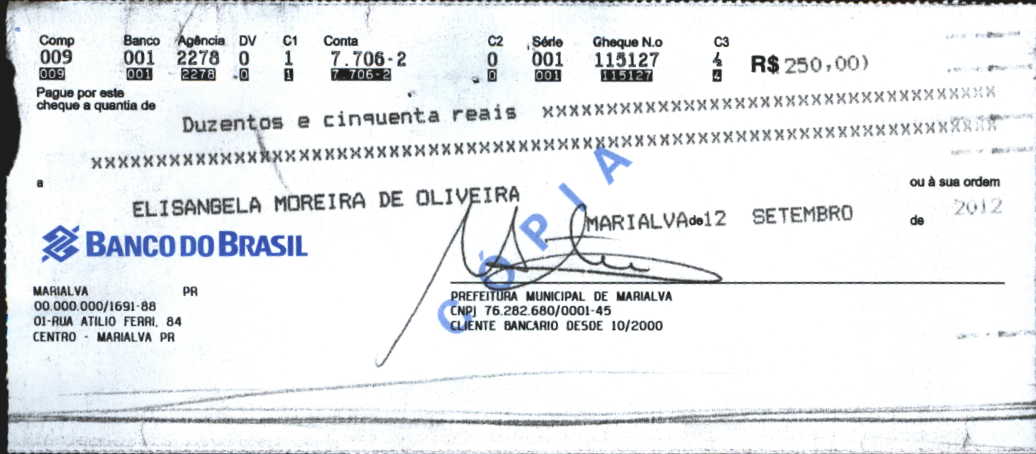 Comp Banco Agência DV C1 Conta C2 Série Cheque N.o C3
009 001 2278 0 1 7.706-2 0 001 115127 4 R$ 250,00)
009 001 2278 0 1 7 706-2 0 001 115127 4
Pague por este
cheque a quantia de
Duzentos e cinquenta reais xxxxxxxxxxxxxxxxxxxxxxxxxxxxxxxxxxx
xxxxxxxxxxxxxxxxxxxxxxxxxxxxxxxxxxxxxxxxxxxxxxxxxxxxxxxxxxxxxxxxxxxxxx
a ou à sua ordem
ELISANGELA MOREIRA DE OLIVEIRA
MARIALVA de 12 SETEMBRO de 2012
BANCO DO BRASIL
CÓPIA
MARIALVA PR
00.000.000/1691-88
01-RUA ATILIO FERRI, 84
CENTRO - MARIALVA PR
PREFEITURA MUNICIPAL DE MARIALVA
CNPJ 76.282.680/0001-45
CLIENTE BANCARIO DESDE 10/2000